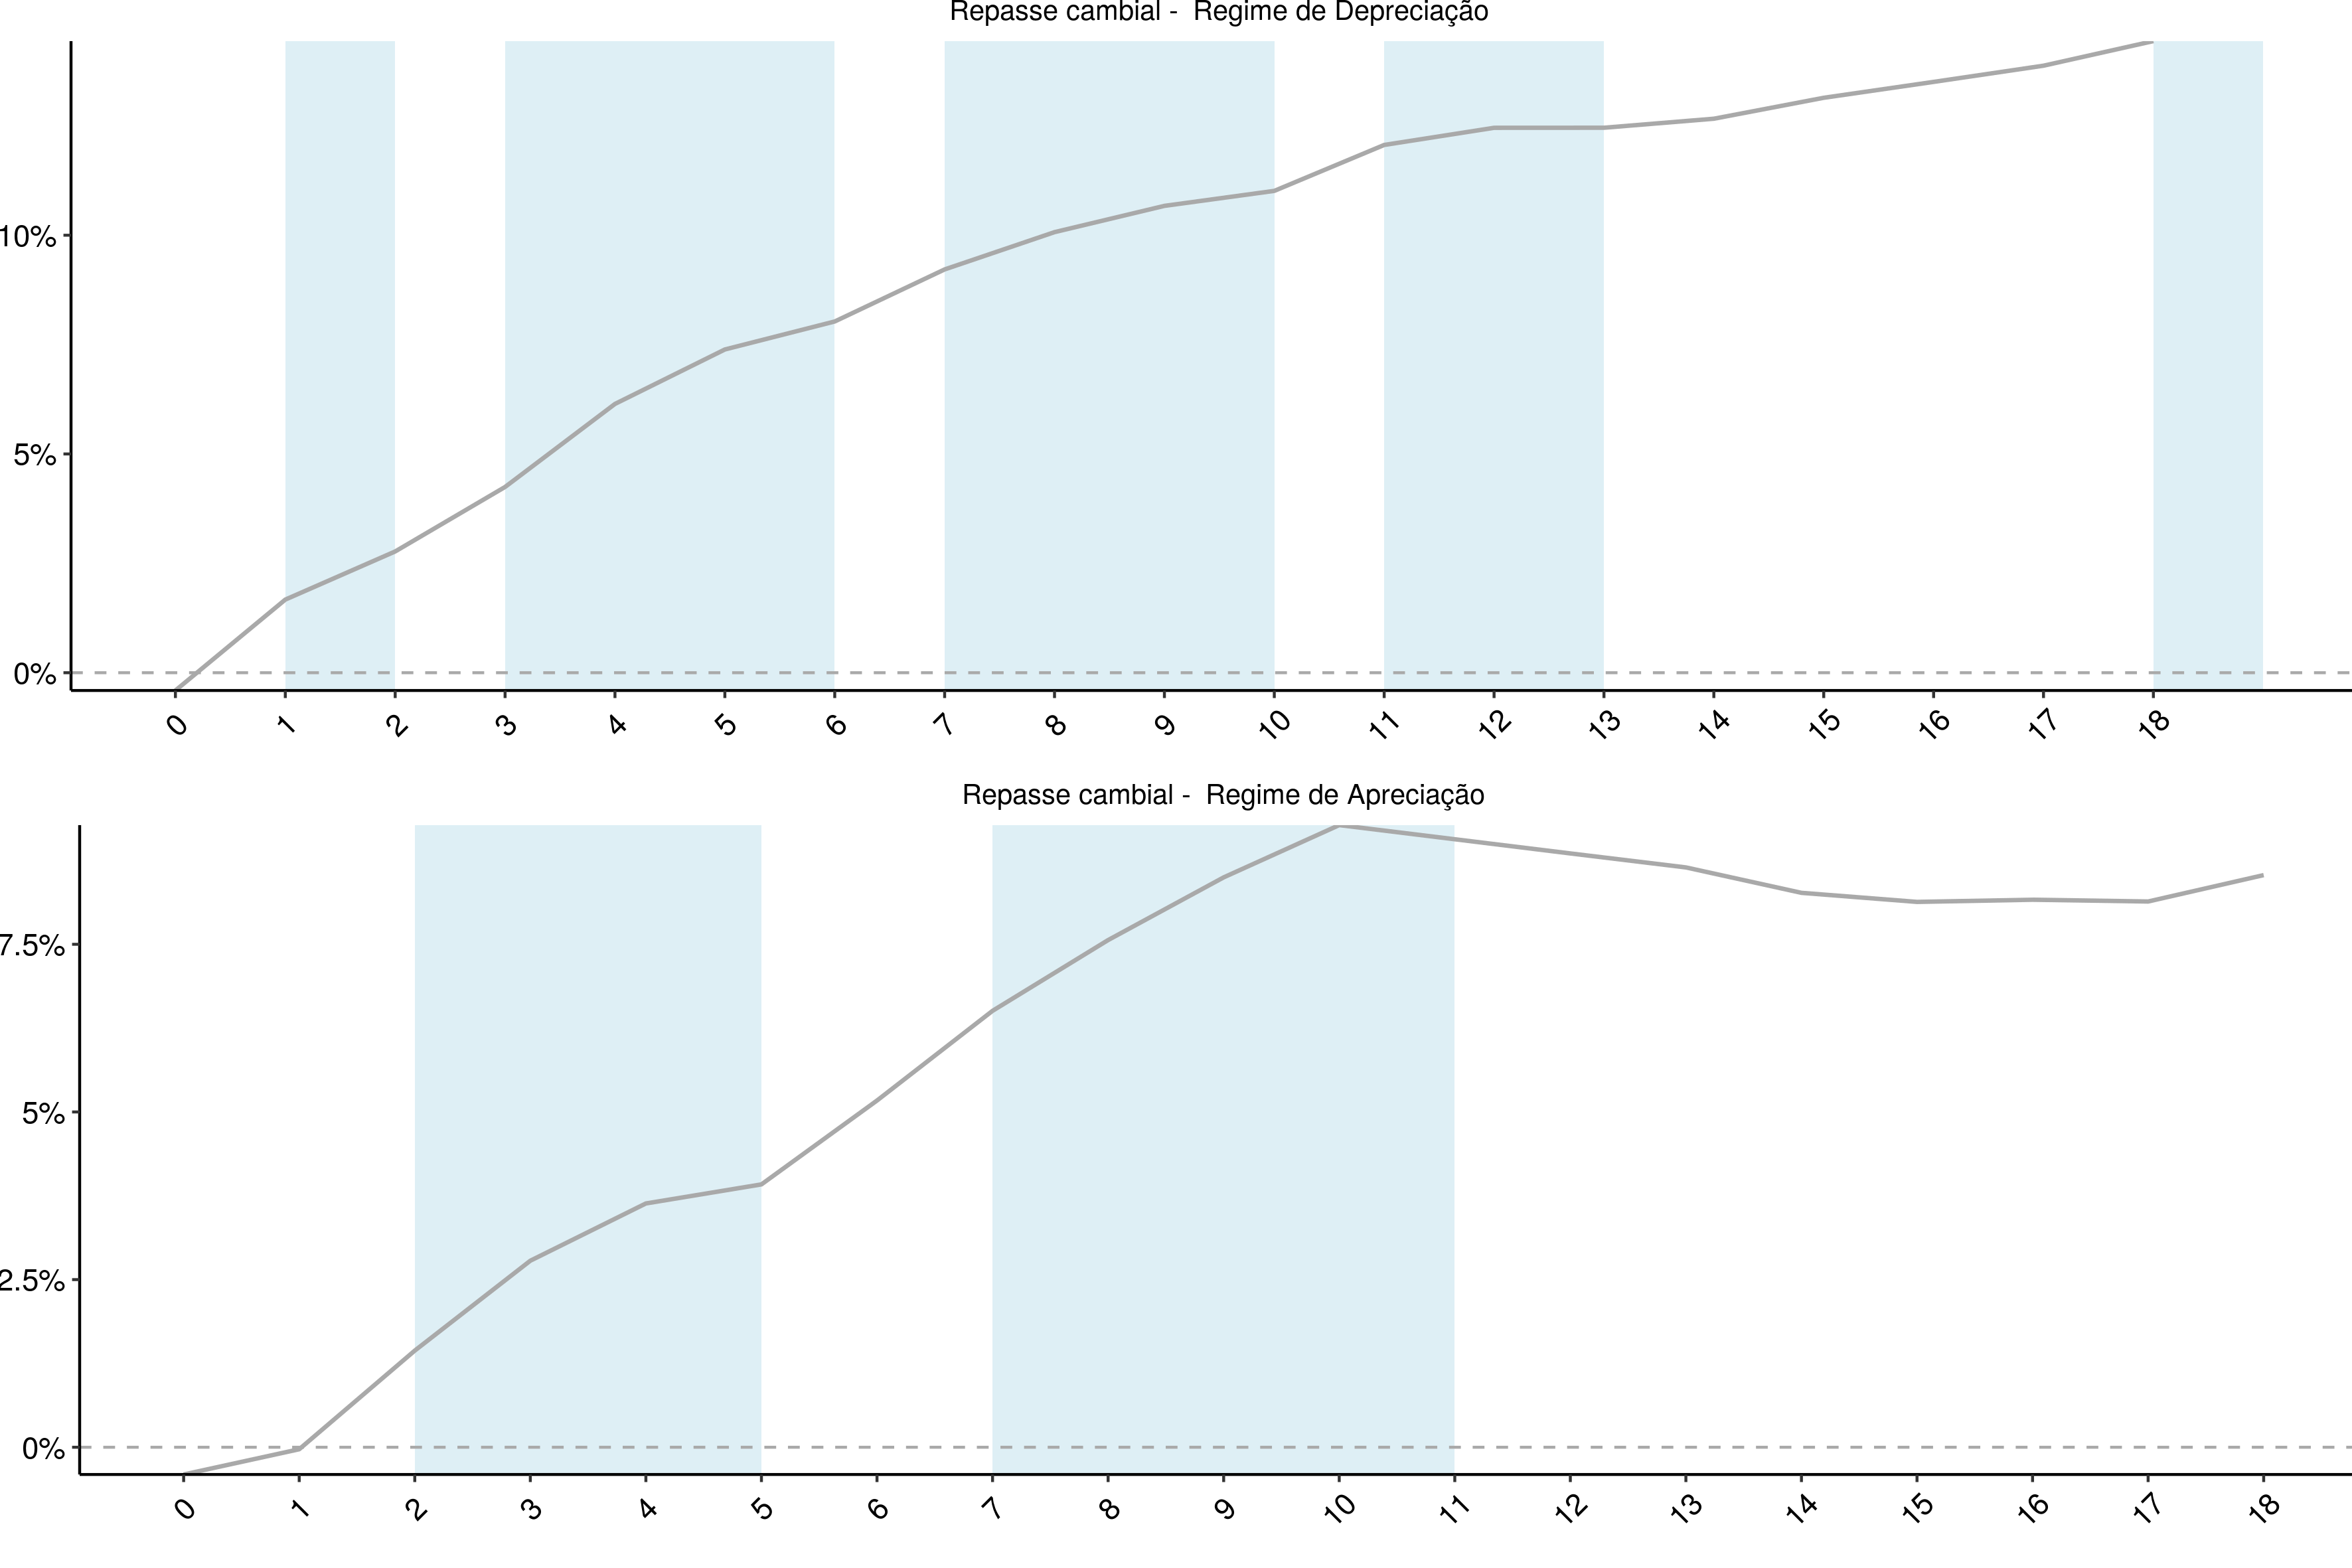 Repasse cambial -  Regime de Depreciação
10%
5%
0%
0 1 2 3 4 5 6 7 8 9 10 11 12 13 14 15 16 17 18
Repasse cambial -  Regime de Apreciação
7.5%
5%
2.5%
0%
0 1 2 3 4 5 6 7 8 9 10 11 12 13 14 15 16 17 18